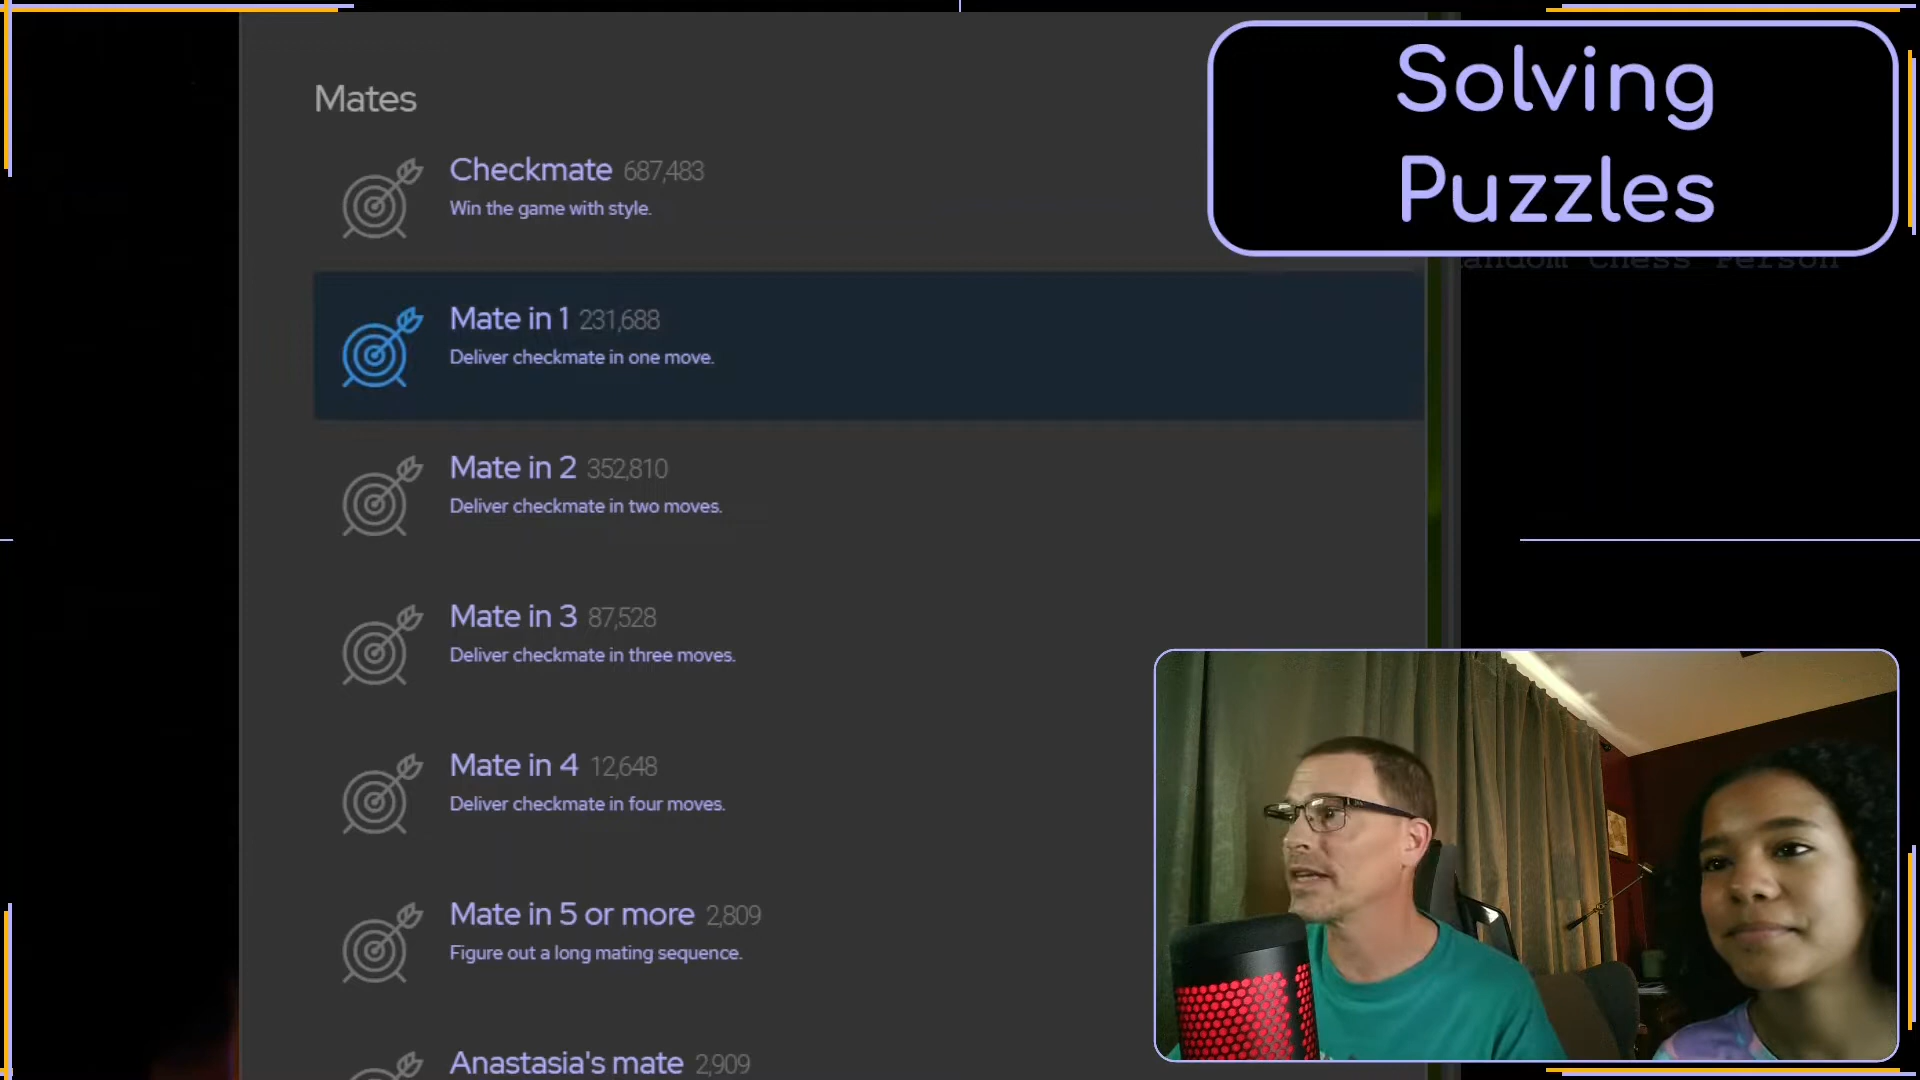 Solving
Puzzles
Mates
Checkmate 687,483
Win the game with style.
Mate in 1 231,688
Deliver checkmate in one move.
Mate in 2 352,810
Deliver checkmate in two moves.
Mate in 3 87,528
Deliver checkmate in three moves.
Mate in 4 12,648
Deliver checkmate in four moves.
Mate in 5 or more 2,809
Figure out a long mating sequence.
Anastasia's mate 2,909
Chess Person